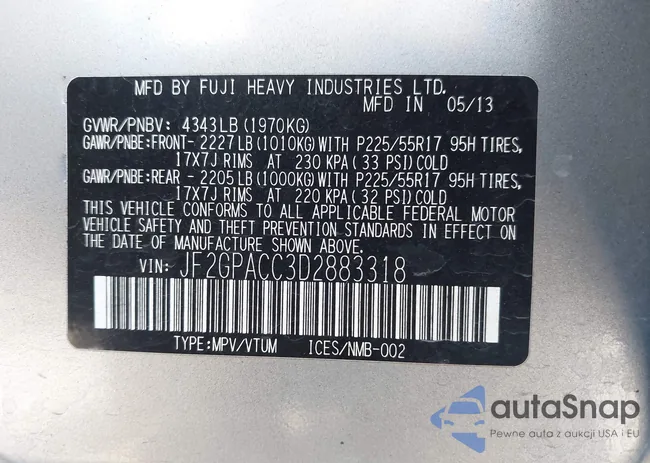 MFD BY FUJI HEAVY INDUSTRIES LTD.
MFD IN 05/13
GVWR/PNBV: 4343LB (1970KG)
GAWR/PNBE:FRONT- 2227LB (1010KG) WITH P225/55R17 95H TIRES,
17X7J RIMS AT 230 KPA (33 PSI) COLD
GAWR/PNBE:REAR - 2205LB (1000KG) WITH P225/55R17 95H TIRES,
17X7J RIMS AT 220 KPA (32 PSI) COLD
THIS VEHICLE CONFORMS TO ALL APPLICABLE FEDERAL MOTOR
VEHICLE SAFETY AND THEFT PREVENTION STANDARDS
IN EFFECT ON THE DATE OF MANUFACTURE SHOWN ABOVE.
VIN: JF2GPACC3D2883318
TYPE:MPV/VTUM ICES/NMB-002
autaSnap
Pewne auta z aukcji USA i EU